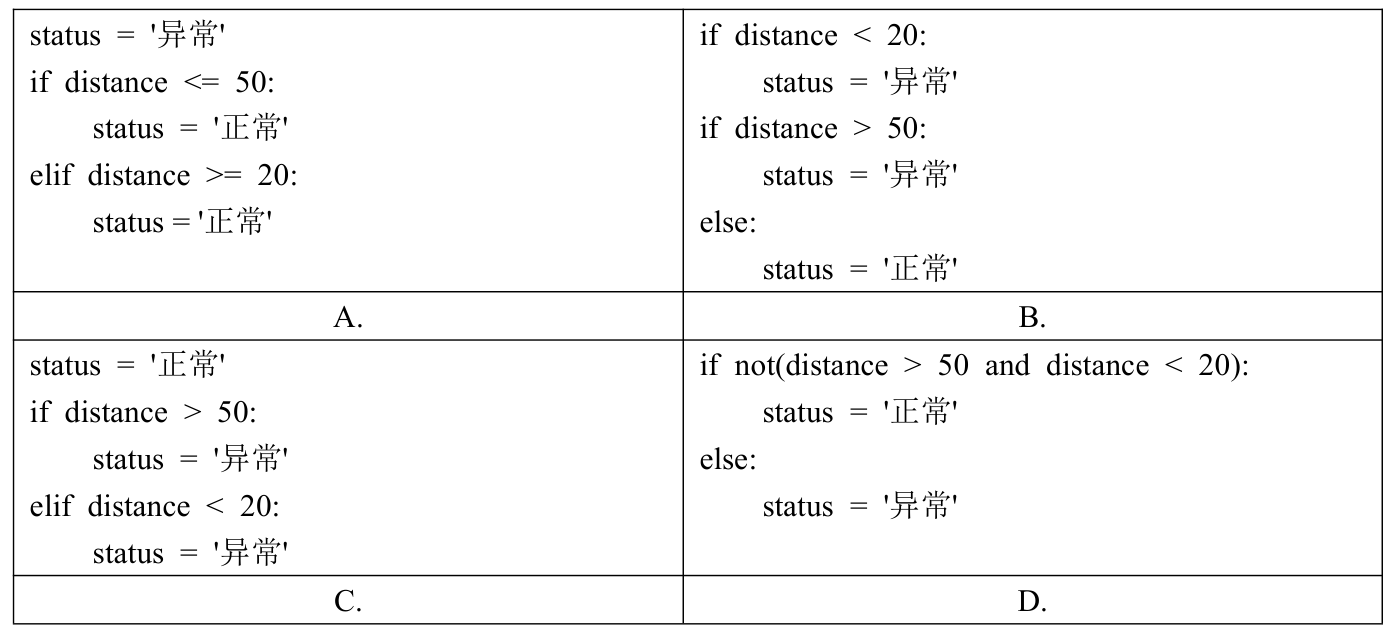 status = '异常'
if distance <= 50:
    status = '正常'
elif distance >= 20:
    status = '正常'
A.
if distance < 20:
    status = '异常'
if distance > 50:
    status = '异常'
else:
    status = '正常'
B.
status = '正常'
if distance > 50:
    status = '异常'
elif distance < 20:
    status = '异常'
C.
if not(distance > 50 and distance < 20):
    status = '正常'
else:
    status = '异常'
D.